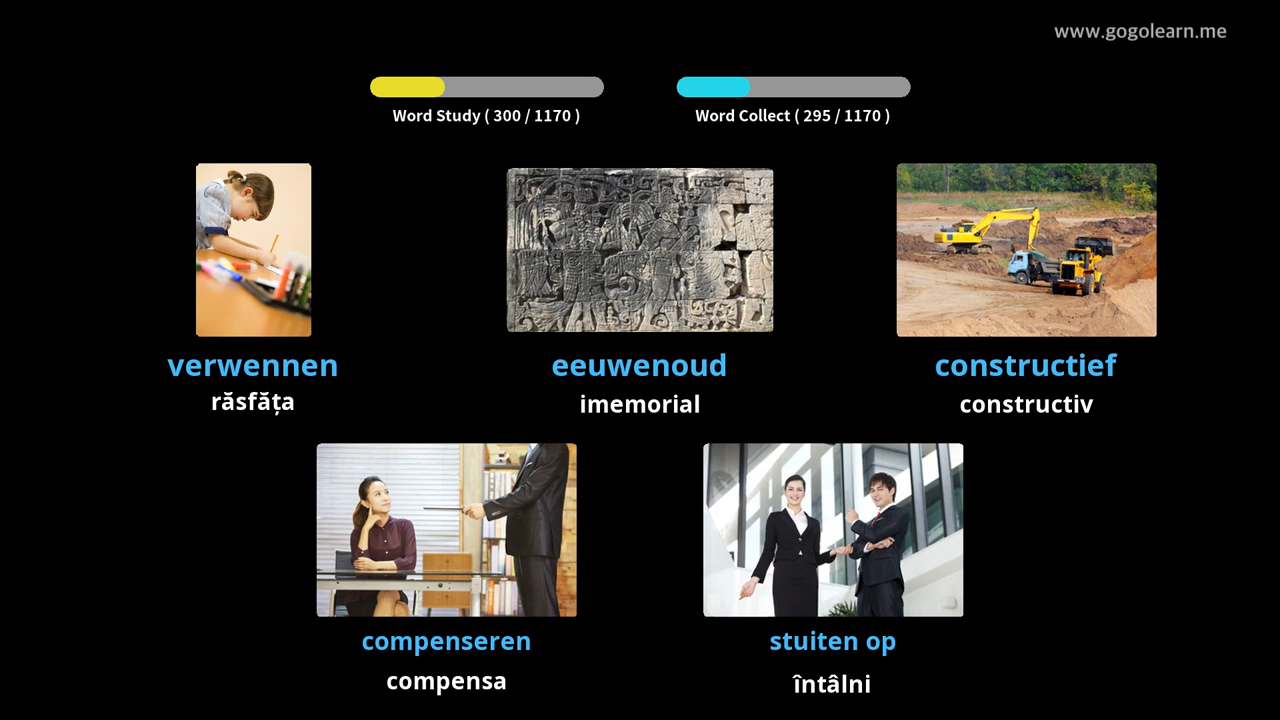 www.gogolearn.me
Word Study ( 300 / 1170 )
Word Collect ( 295 / 1170 )
verwennen
răsfăța
eeuwenoud
imemorial
constructief
constructiv
compenseren
compensa
stuiten op
întâlni